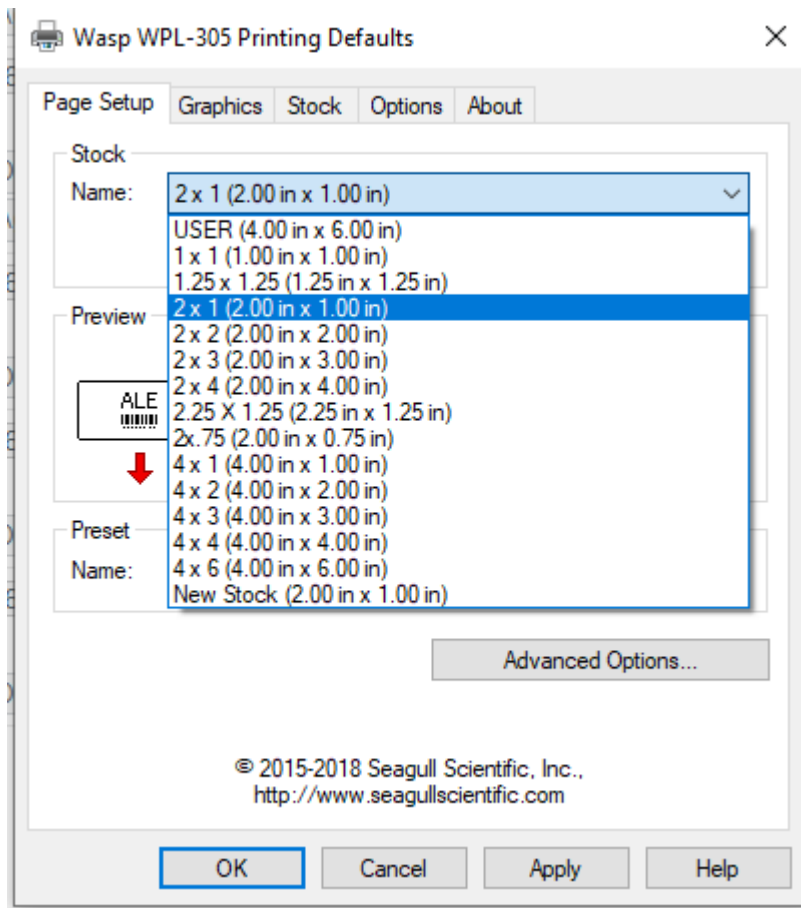 Wasp WPL-305 Printing Defaults
Page Setup Graphics Stock Options About
Stock
Name: 2 x 1 (2.00 in x 1.00 in)
USER (4.00 in x 6.00 in)
1 x 1 (1.00 in x 1.00 in)
1.25 x 1.25 (1.25 in x 1.25 in)
Preview 2 x 1 (2.00 in x 1.00 in)
2 x 2 (2.00 in x 2.00 in)
2 x 3 (2.00 in x 3.00 in)
2 x 4 (2.00 in x 4.00 in)
ALE 2.25 X 1.25 (2.25 in x 1.25 in)
2x.75 (2.00 in x 0.75 in)
4 x 1 (4.00 in x 1.00 in)
4 x 2 (4.00 in x 2.00 in)
4 x 3 (4.00 in x 3.00 in)
Preset 4 x 4 (4.00 in x 4.00 in)
Name: 4 x 6 (4.00 in x 6.00 in)
New Stock (2.00 in x 1.00 in)
Advanced Options...
© 2015-2018 Seagull Scientific, Inc.,
http://www.seagullscientific.com
OK Cancel Apply Help